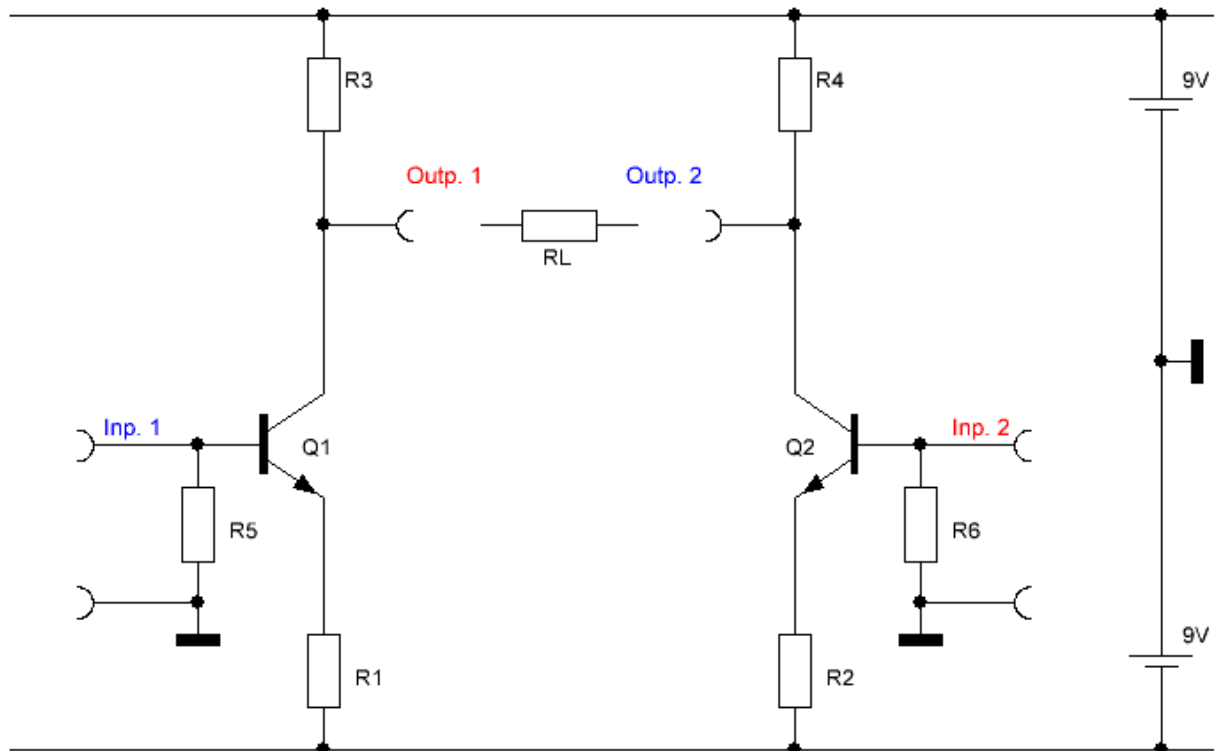 R3
R4
9V
Outp. 1
Outp. 2
RL
Inp. 1
Q1
Q2
Inp. 2
R5
R6
9V
R1
R2